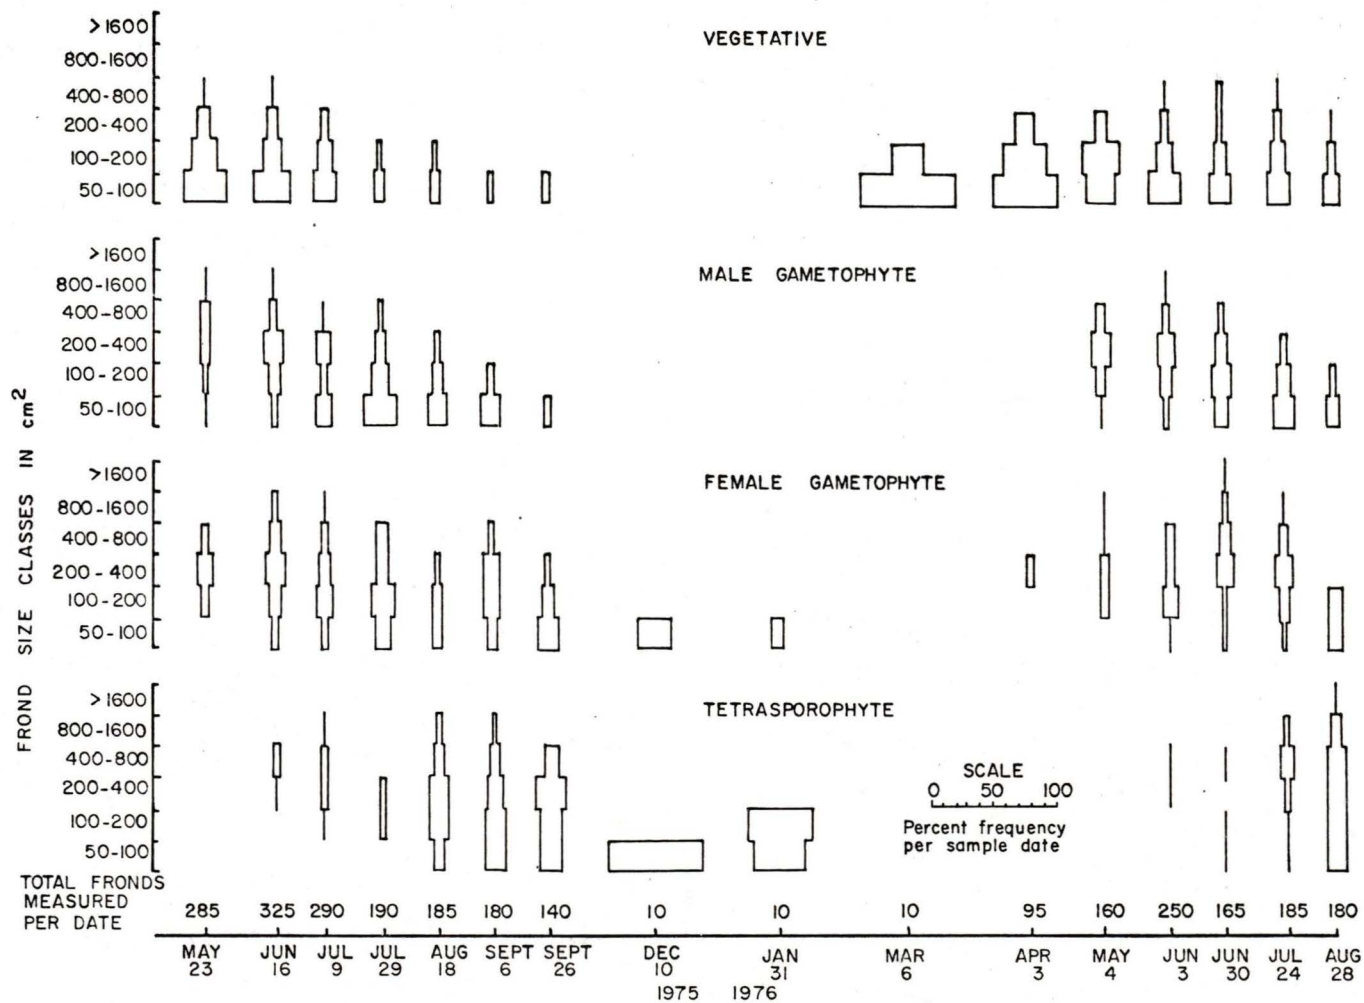 VEGETATIVE
>1600
800-1600
400-800
200-400
100-200
50-100
MALE GAMETOPHYTE
>1600
800-1600
400-800
200-400
100-200
50-100
FEMALE GAMETOPHYTE
>1600
800-1600
400-800
200-400
100-200
50-100
TETRASPOROPHYTE
>1600
800-1600
400-800
200-400
100-200
50-100
FROND SIZE CLASSES IN cm²
SCALE
0 50 100
Percent frequency
per sample date
TOTAL FRONDS
MEASURED
PER DATE
285 325 290 190 185 180 140 10 10 10 95 160 250 165 185 180
MAY JUN JUL JUL AUG SEPT SEPT DEC JAN MAR APR MAY JUN JUN JUL AUG
23 16 9 29 18 6 26 10 31 6 3 4 3 30 24 28
1975 1976